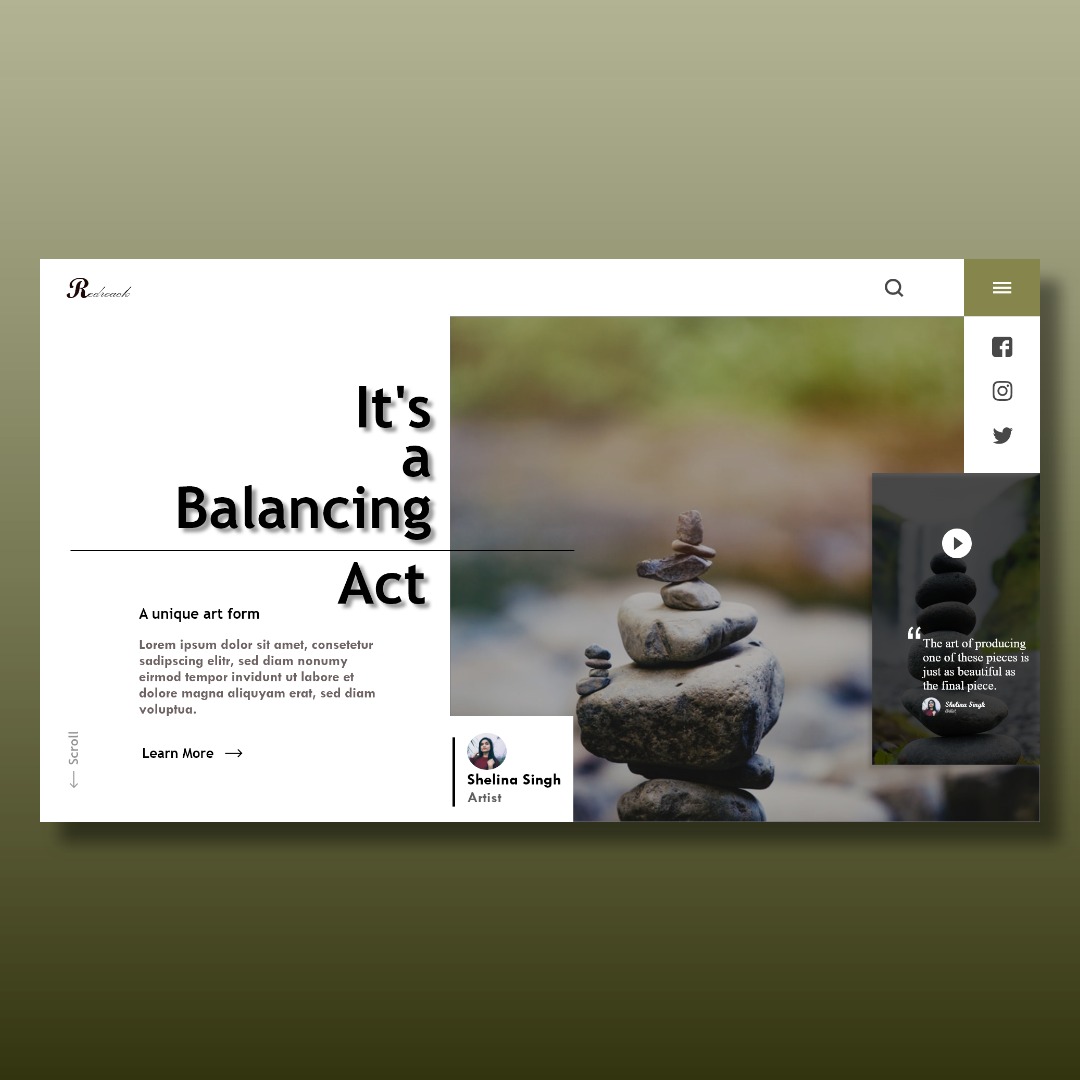 Redreack
It's
a
Balancing
Act
A unique art form
Lorem ipsum dolor sit amet, consetetur
sadipscing elitr, sed diam nonumy
eirmod tempor invidunt ut labore et
dolore magna aliquyam erat, sed diam
voluptua.
Learn More
Scroll
Shelina Singh
Artist
“The art of producing
one of these pieces is
just as beautiful as
the final piece.
Shelina Singh
Artist